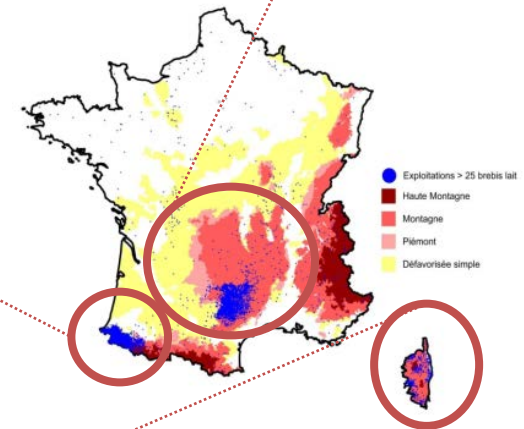 Exploitations > 25 brebis lait
Haute Montagne
Montagne
Piémont
Défavorisée simple